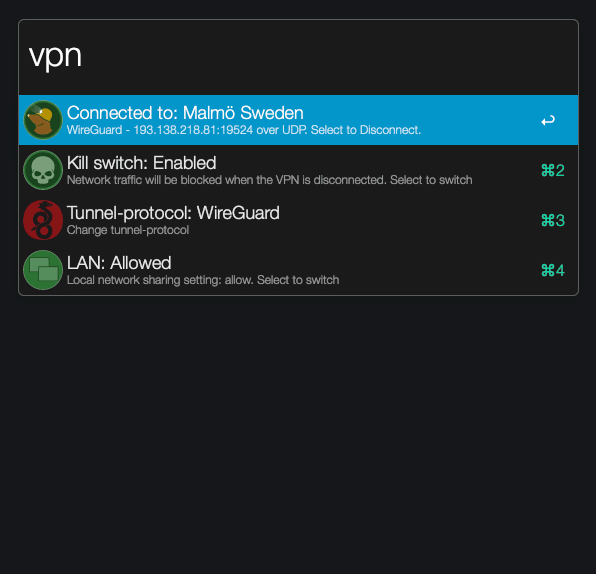 vpn
Connected to: Malmö Sweden
WireGuard - 193.138.218.81:19524 over UDP. Select to Disconnect.
↩
Kill switch: Enabled
Network traffic will be blocked when the VPN is disconnected. Select to switch
⌘2
Tunnel-protocol: WireGuard
Change tunnel-protocol
⌘3
LAN: Allowed
Local network sharing setting: allow. Select to switch
⌘4